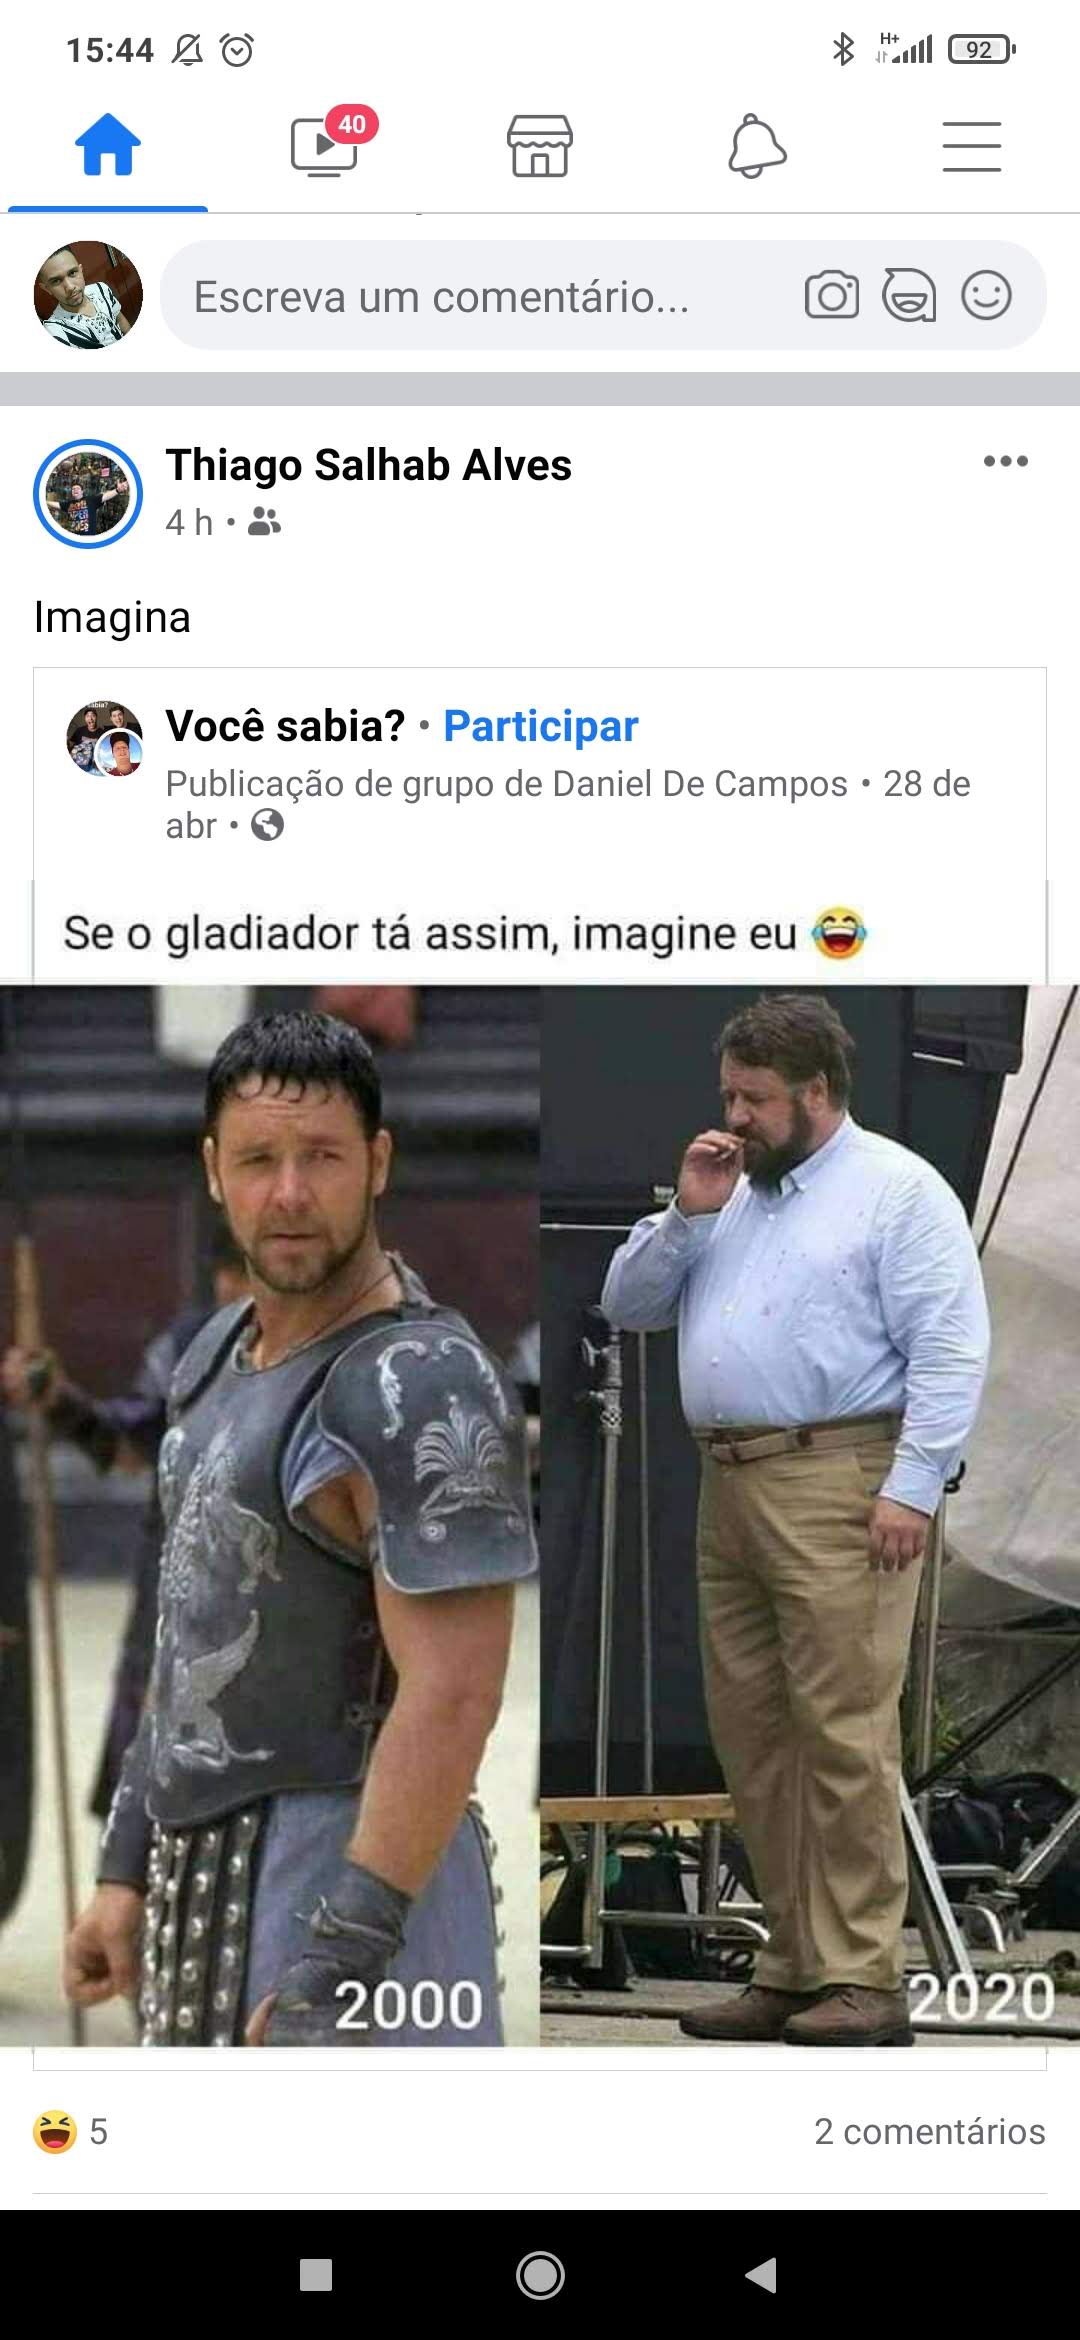 15:44
H+
92
40
Escreva um comentário...
Thiago Salhab Alves
4 h •
Imagina
Você sabia? • Participar
Publicação de grupo de Daniel De Campos • 28 de
abr •
Se o gladiador tá assim, imagine eu 😂
2000
2020
5
2 comentários